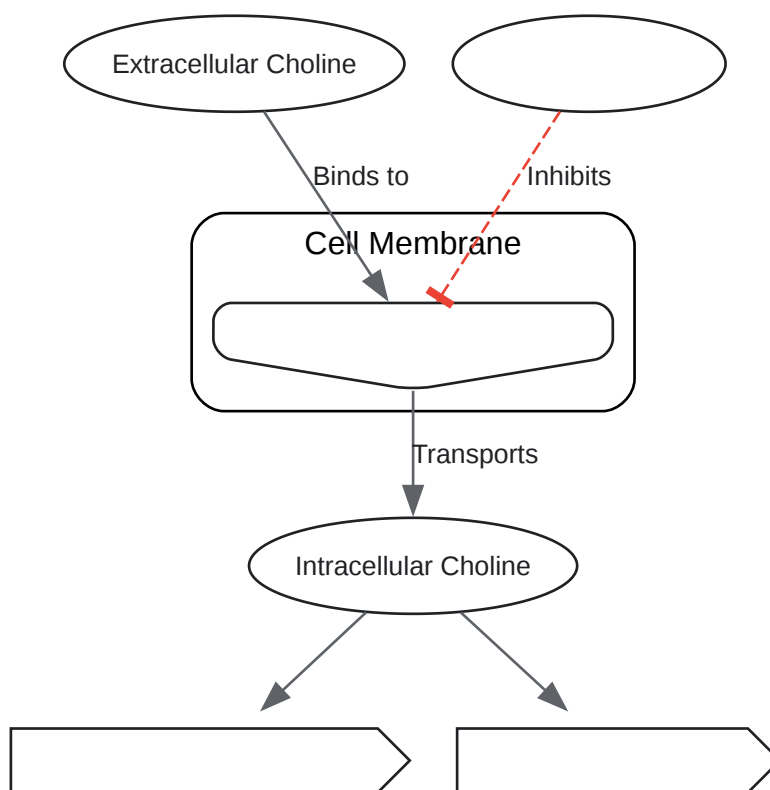 Extracellular Choline
Binds to
Inhibits
Cell Membrane
Transports
Intracellular Choline